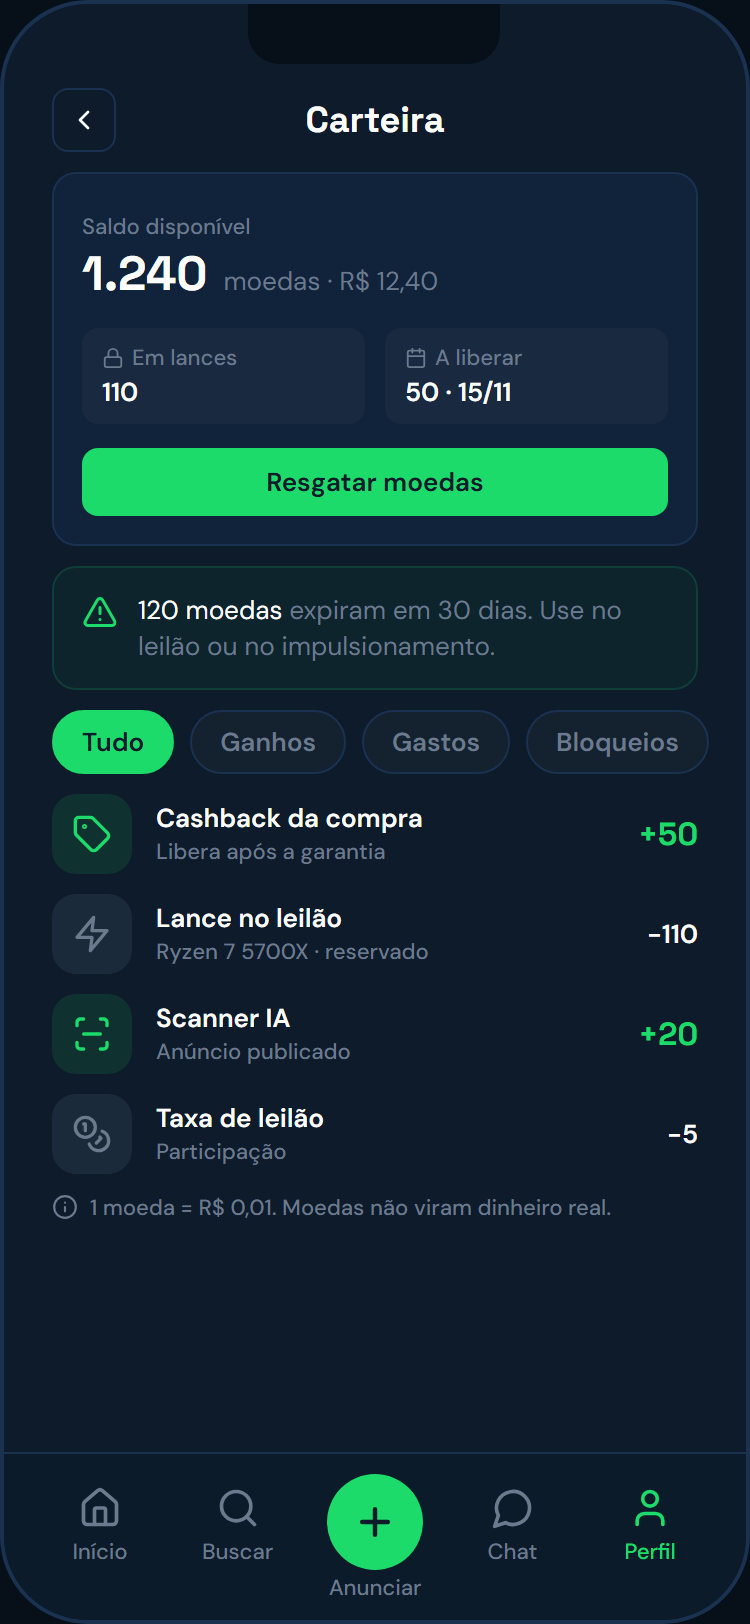 Carteira
Saldo disponível
1.240 moedas · R$ 12,40
Em lances
110
A liberar
50 · 15/11
Resgatar moedas
120 moedas expiram em 30 dias. Use no
leilão ou no impulsionamento.
Tudo
Ganhos
Gastos
Bloqueios
Cashback da compra
Libera após a garantia
+50
Lance no leilão
Ryzen 7 5700X · reservado
−110
Scanner IA
Anúncio publicado
+20
Taxa de leilão
Participação
−5
1 moeda = R$ 0,01. Moedas não viram dinheiro real.
Início
Buscar
Anunciar
Chat
Perfil